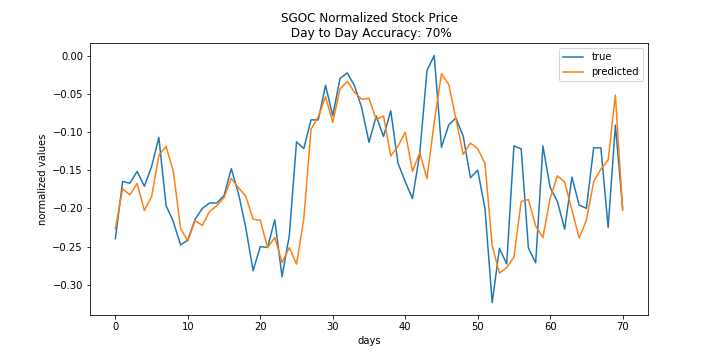 SGOC Normalized Stock Price
Day to Day Accuracy: 70%
true
predicted
normalized values
0.00
−0.05
−0.10
−0.15
−0.20
−0.25
−0.30
0 10 20 30 40 50 60 70
days